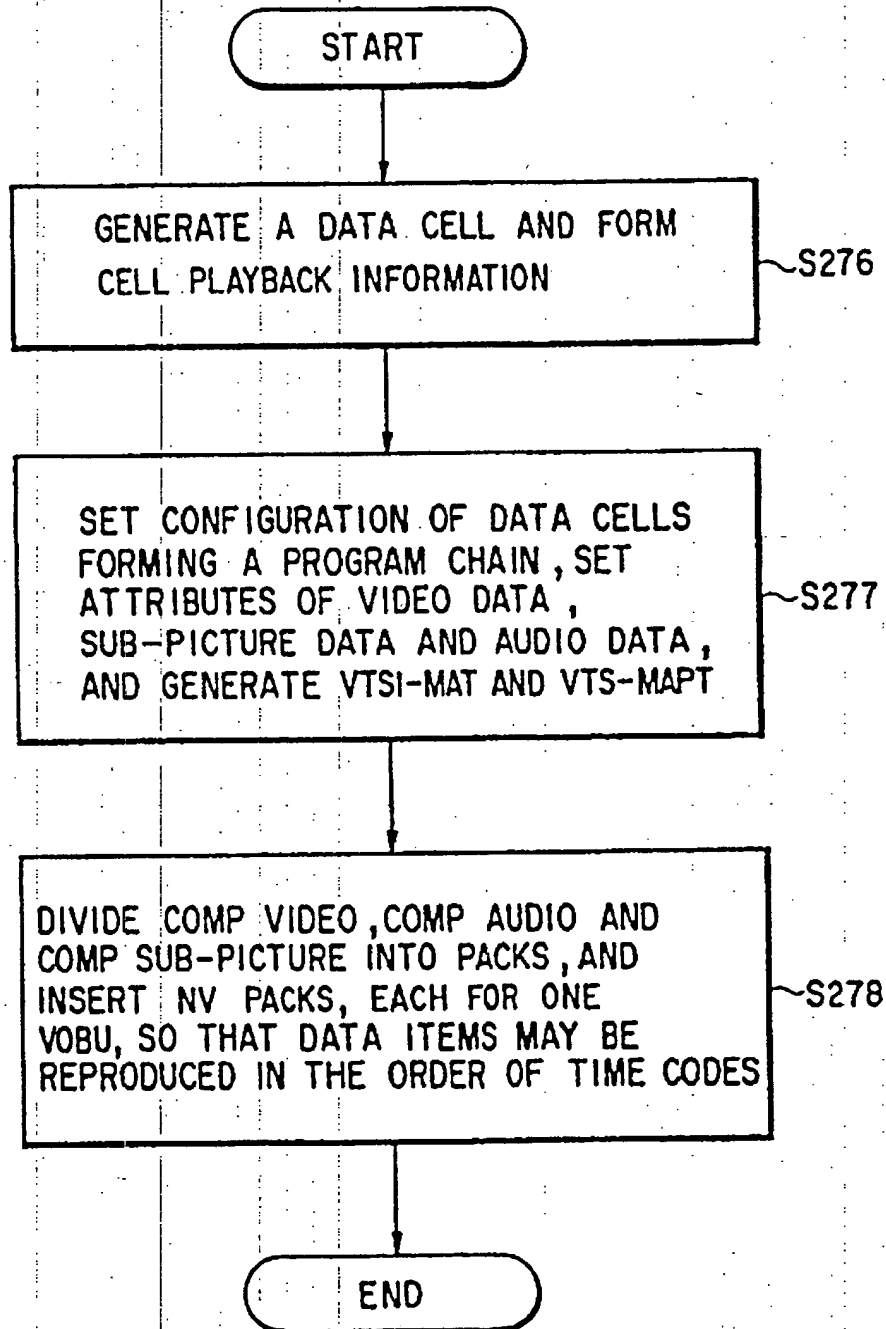 START
GENERATE A DATA CELL AND FORM
CELL PLAYBACK INFORMATION
S276
SET CONFIGURATION OF DATA CELLS
FORMING A PROGRAM CHAIN, SET
ATTRIBUTES OF VIDEO DATA,
SUB-PICTURE DATA AND AUDIO DATA,
AND GENERATE VTSI-MAT AND VTS-MAPT
S277
DIVIDE COMP VIDEO, COMP AUDIO AND
COMP SUB-PICTURE INTO PACKS, AND
INSERT NV PACKS, EACH FOR ONE
VOBU, SO THAT DATA ITEMS MAY BE
REPRODUCED IN THE ORDER OF TIME CODES
S278
END